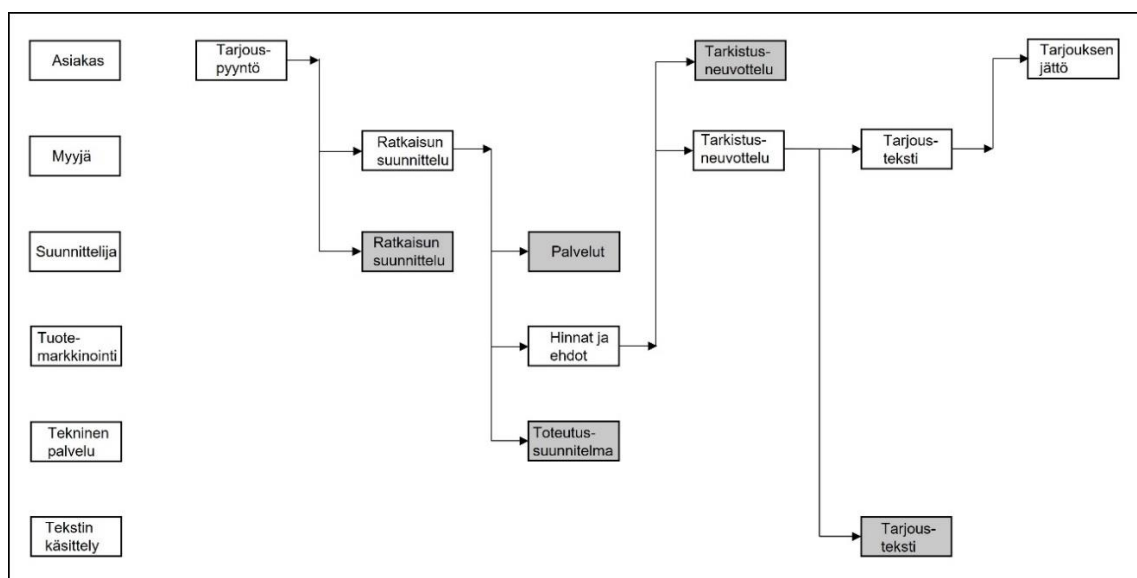 Asiakas
Tarjous-
pyyntö
Tarkistus-
neuvottelu
Tarjouksen
jättö
Myyjä
Ratkaisun
suunnittelu
Tarkistus-
neuvottelu
Tarjous-
teksti
Suunnittelija
Ratkaisun
suunnittelu
Palvelut
Tuote-
markkinointi
Hinnat ja
ehdot
Tekninen
palvelu
Toteutus-
suunnitelma
Tekstin
käsittely
Tarjous-
teksti